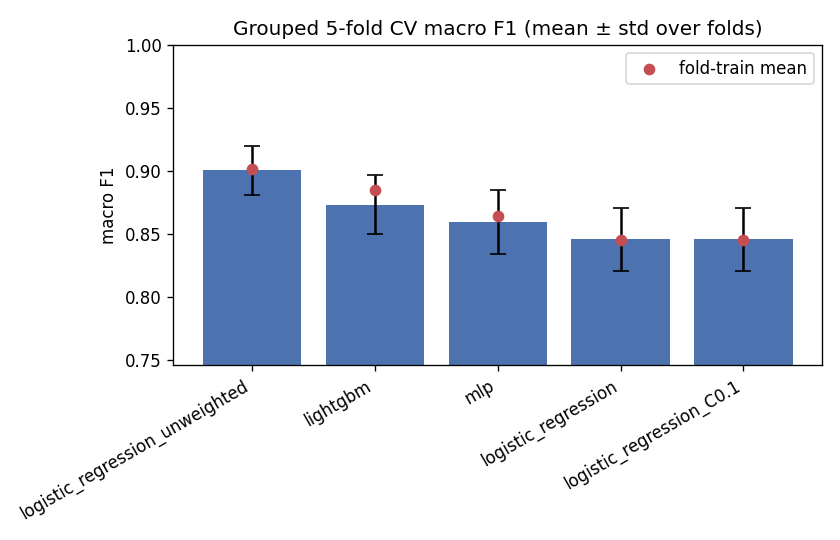 Grouped 5-fold CV macro F1 (mean ± std over folds)
fold-train mean
macro F1
1.00
0.95
0.90
0.85
0.80
0.75
logistic_regression_unweighted
lightgbm
mlp
logistic_regression
logistic_regression_C0.1